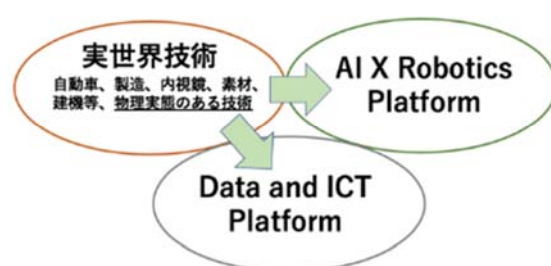 実世界技術
自動車、製造、内視鏡、素材、
建機等、物理実態のある技術
AI X Robotics
Platform
Data and ICT
Platform